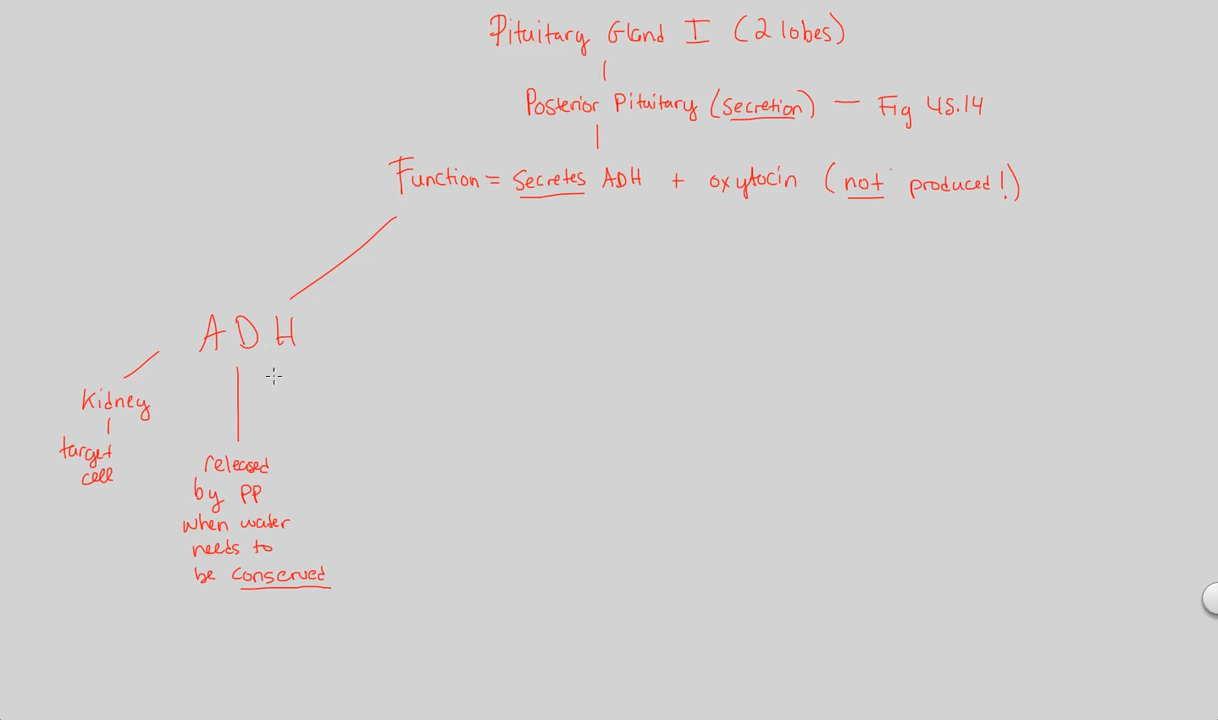 Pituitary Gland I (2 lobes)
Posterior Pituitary (secretion) — Fig 45.14
Function = Secretes ADH + oxytocin (not produced!)
ADH
Kidney
target
cell
released
by PP
when water
needs to
be conserved